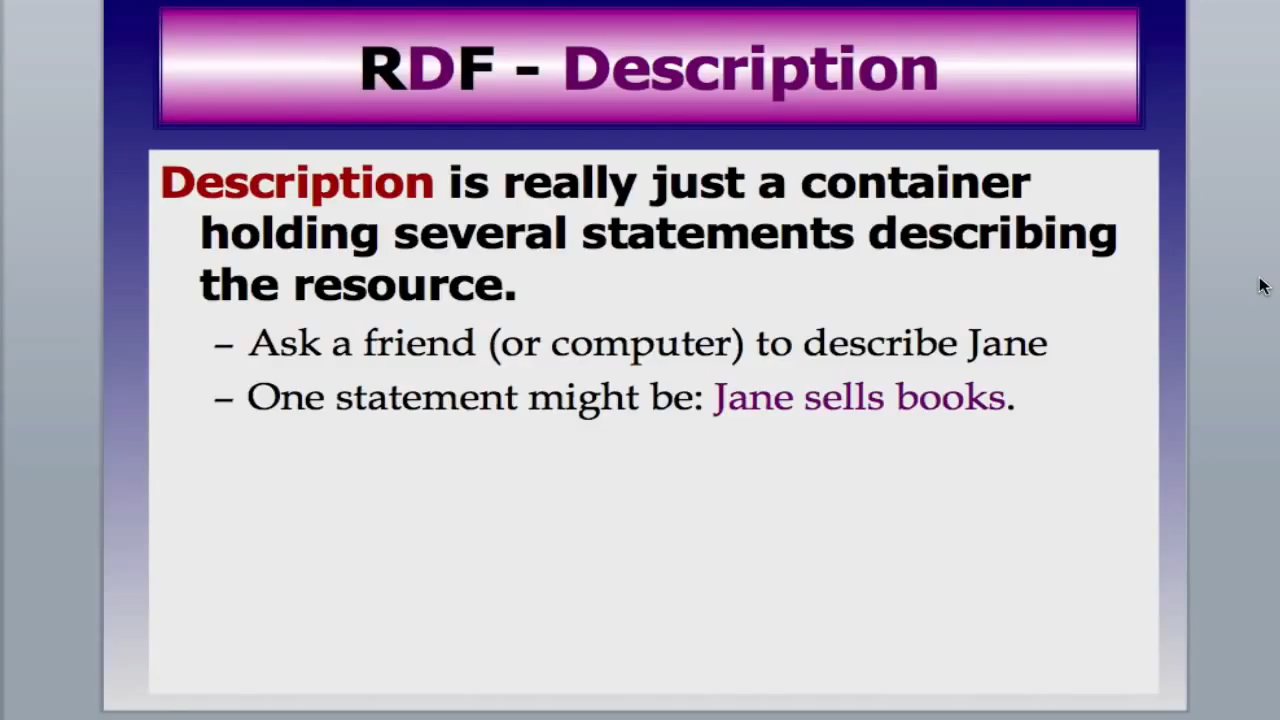 RDF - Description
Description is really just a container
holding several statements describing
the resource.
– Ask a friend (or computer) to describe Jane
– One statement might be: Jane sells books.